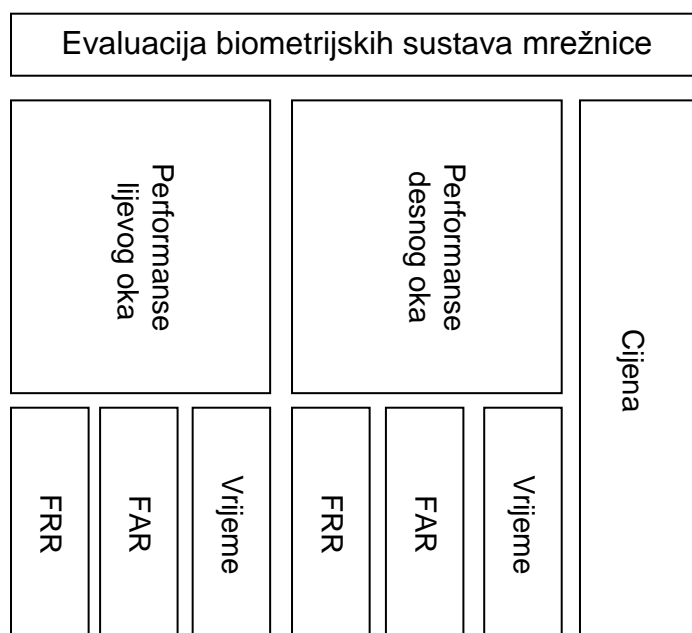 Evaluacija biometrijskih sustava mrežnice
Performanse
lijevog oka
Performanse
desnog oka
Cijena
FRR
FAR
Vrijeme
FRR
FAR
Vrijeme